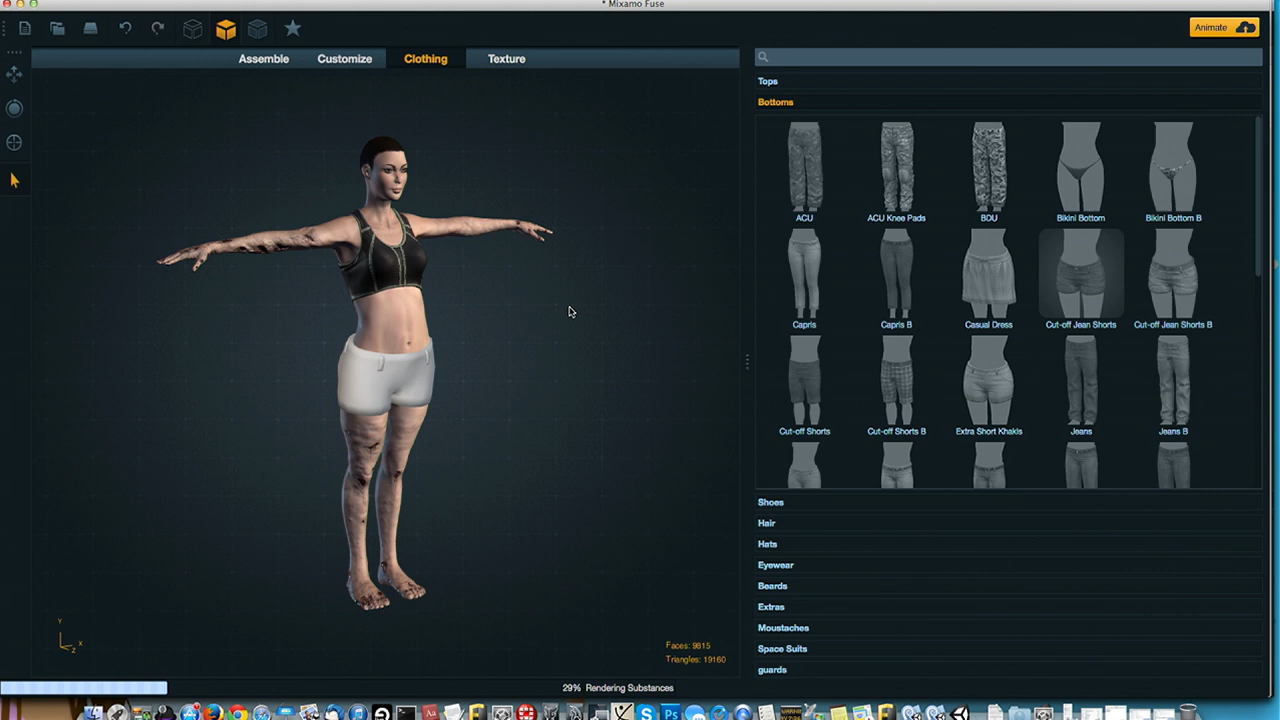 * Mixamo Fuse
Animate
Assemble
Customize
Clothing
Texture
Tops
Bottoms
ACU
ACU Knee Pads
BDU
Bikini Bottom
Bikini Bottom B
Capris
Capris B
Casual Dress
Cut-off Jean Shorts
Cut-off Jean Shorts B
Cut-off Shorts
Cut-off Shorts B
Extra Short Khakis
Jeans
Jeans B
Shoes
Hair
Hats
Eyewear
Beards
Extras
Moustaches
Space Suits
guards
Y
X
Z
Faces: 9815
Triangles: 19160
29% Rendering Substances